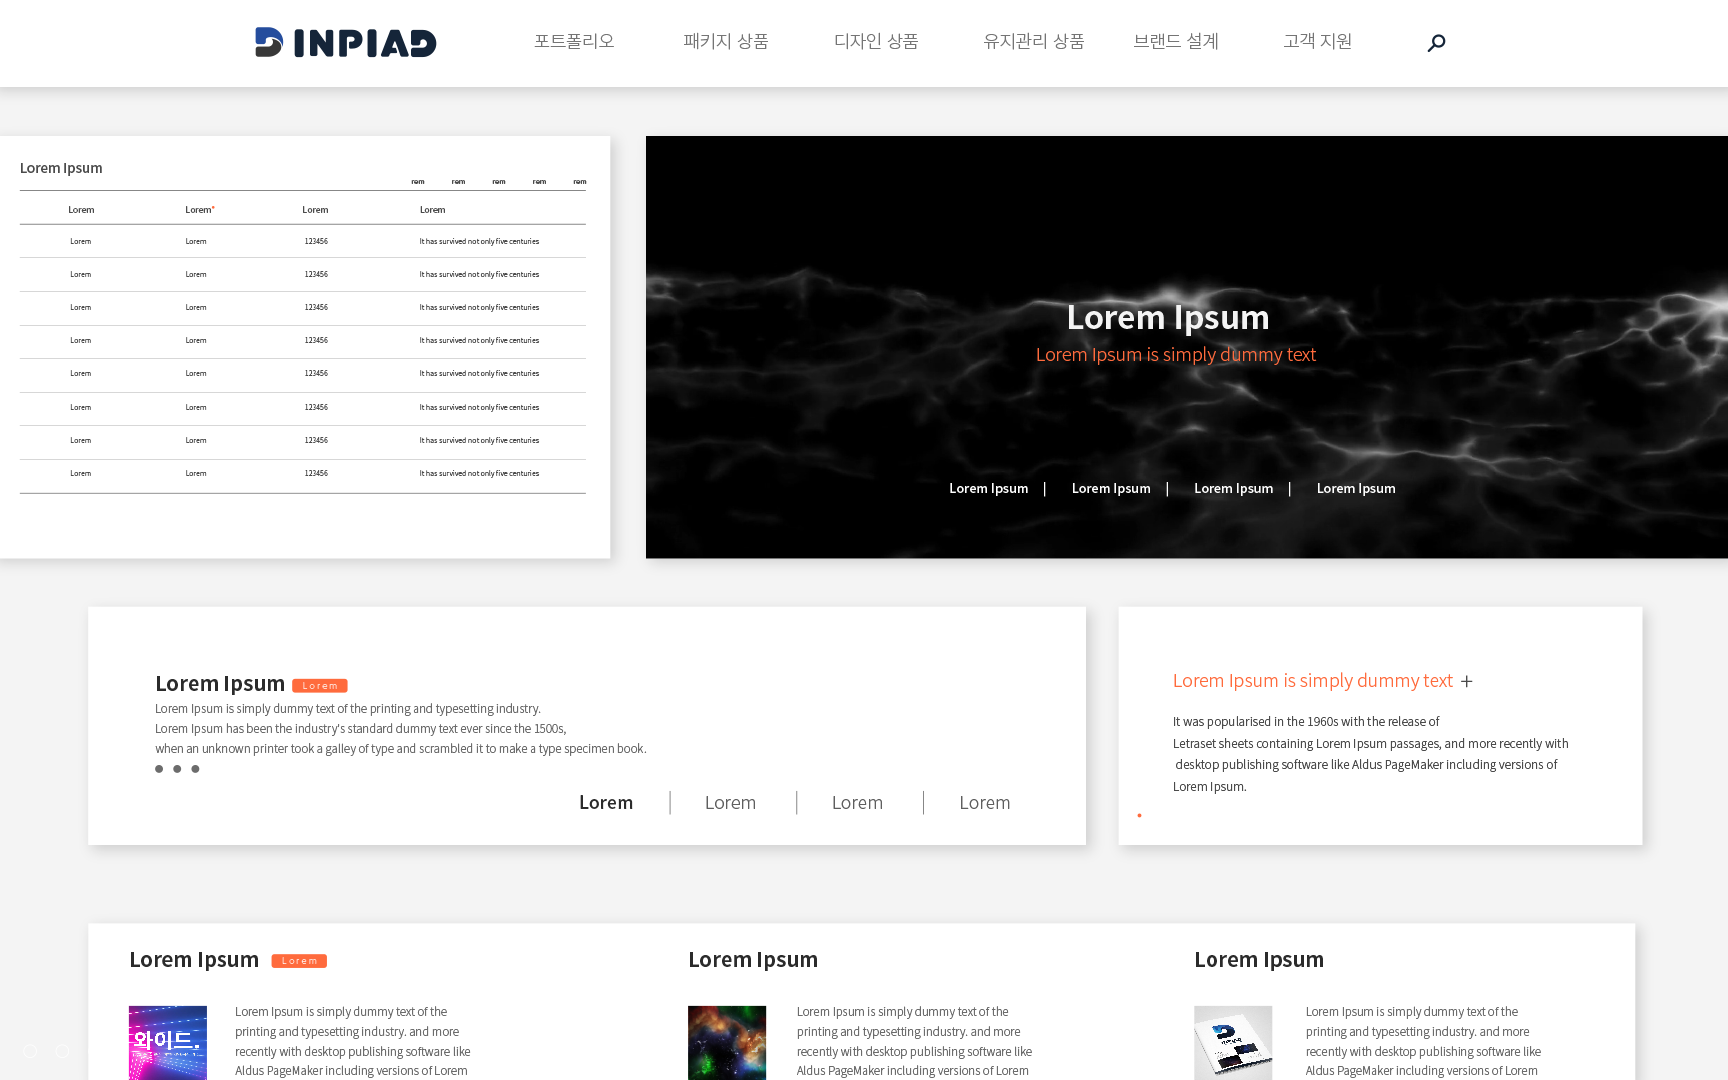 INPIAD
포트폴리오 패키지 상품 디자인 상품 유지관리 상품 브랜드 설계 고객 지원
Lorem Ipsum
rem rem rem rem rem
Lorem Lorem* Lorem Lorem
Lorem Lorem 123456 It has survived not only five centuries
Lorem Lorem 123456 It has survived not only five centuries
Lorem Lorem 123456 It has survived not only five centuries
Lorem Lorem 123456 It has survived not only five centuries
Lorem Lorem 123456 It has survived not only five centuries
Lorem Lorem 123456 It has survived not only five centuries
Lorem Lorem 123456 It has survived not only five centuries
Lorem Lorem 123456 It has survived not only five centuries
Lorem Ipsum
Lorem Ipsum is simply dummy text
Lorem Ipsum | Lorem Ipsum | Lorem Ipsum | Lorem Ipsum
Lorem Ipsum Lorem
Lorem Ipsum is simply dummy text of the printing and typesetting industry.
Lorem Ipsum has been the industry's standard dummy text ever since the 1500s,
when an unknown printer took a galley of type and scrambled it to make a type specimen book.
Lorem | Lorem | Lorem | Lorem
Lorem Ipsum is simply dummy text +
It was popularised in the 1960s with the release of
Letraset sheets containing Lorem Ipsum passages, and more recently with
desktop publishing software like Aldus PageMaker including versions of
Lorem Ipsum.
Lorem Ipsum Lorem
와이드.
Lorem Ipsum is simply dummy text of the
printing and typesetting industry. and more
recently with desktop publishing software like
Aldus PageMaker including versions of Lorem
Lorem Ipsum
Lorem Ipsum is simply dummy text of the
printing and typesetting industry. and more
recently with desktop publishing software like
Aldus PageMaker including versions of Lorem
Lorem Ipsum
Lorem Ipsum is simply dummy text of the
printing and typesetting industry. and more
recently with desktop publishing software like
Aldus PageMaker including versions of Lorem